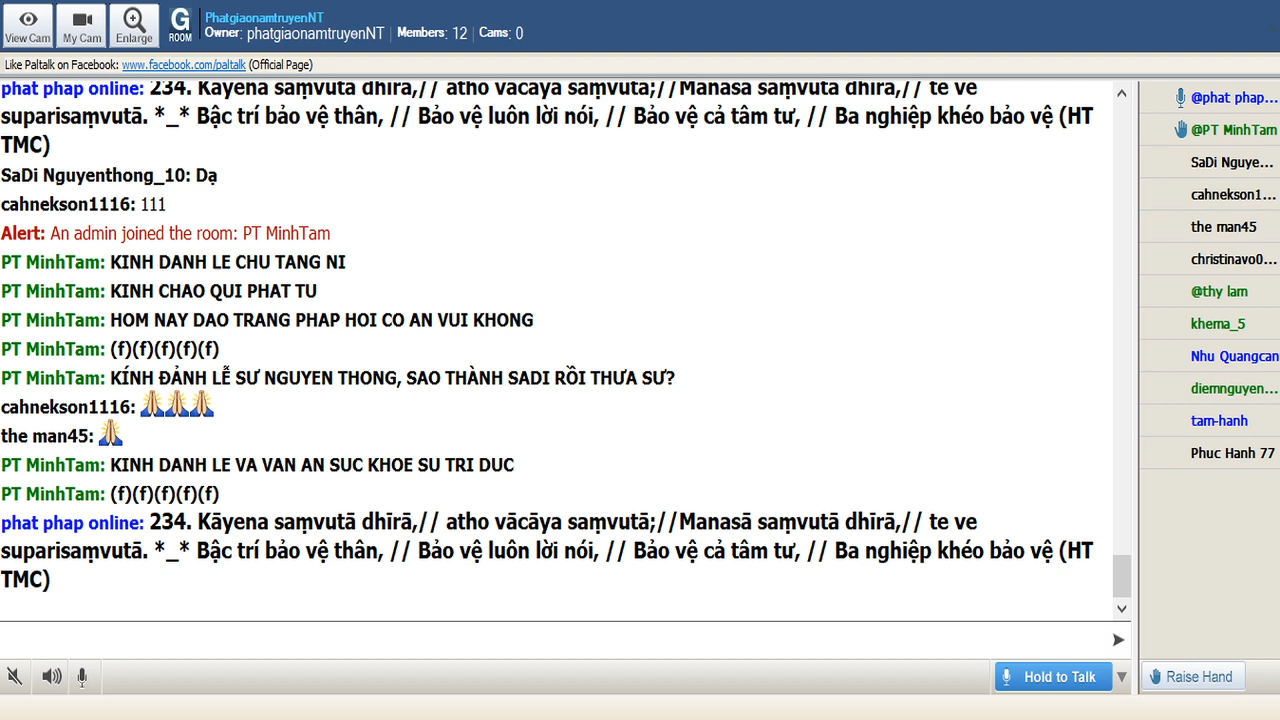 View Cam
My Cam
Enlarge
G
ROOM
PhatgiaonamtruyenNT
Owner: phatgiaonamtruyenNT | Members: 12 | Cams: 0
Like Paltalk on Facebook: www.facebook.com/paltalk (Official Page)
phat phap online: 234. Kāyena saṃvutā dhīrā,// atho vācāya saṃvutā;//Manasā saṃvutā dhīrā,// te ve
suparisaṃvutā. *_* Bậc trí bảo vệ thân, // Bảo vệ luôn lời nói, // Bảo vệ cả tâm tư, // Ba nghiệp khéo bảo vệ (HT
TMC)
SaDi Nguyenthong_10: Dạ
cahnekson1116: 111
Alert: An admin joined the room: PT MinhTam
PT MinhTam: KINH DANH LE CHU TANG NI
PT MinhTam: KINH CHAO QUI PHAT TU
PT MinhTam: HOM NAY DAO TRANG PHAP HOI CO AN VUI KHONG
PT MinhTam: (f)(f)(f)(f)(f)
PT MinhTam: KÍNH ĐẢNH LỄ SƯ NGUYEN THONG, SAO THÀNH SADI RỒI THƯA SƯ?
cahnekson1116: 🙏🙏🙏
the man45: 🙏
PT MinhTam: KINH DANH LE VA VAN AN SUC KHOE SU TRI DUC
PT MinhTam: (f)(f)(f)(f)(f)
phat phap online: 234. Kāyena saṃvutā dhīrā,// atho vācāya saṃvutā;//Manasā saṃvutā dhīrā,// te ve
suparisaṃvutā. *_* Bậc trí bảo vệ thân, // Bảo vệ luôn lời nói, // Bảo vệ cả tâm tư, // Ba nghiệp khéo bảo vệ (HT
TMC)
@phat phap...
@PT MinhTam
SaDi Nguye...
cahnekson1...
the man45
christinavo0...
@thy lam
khema_5
Nhu Quangcan
diemnguyen...
tam-hanh
Phuc Hanh 77
Hold to Talk
Raise Hand